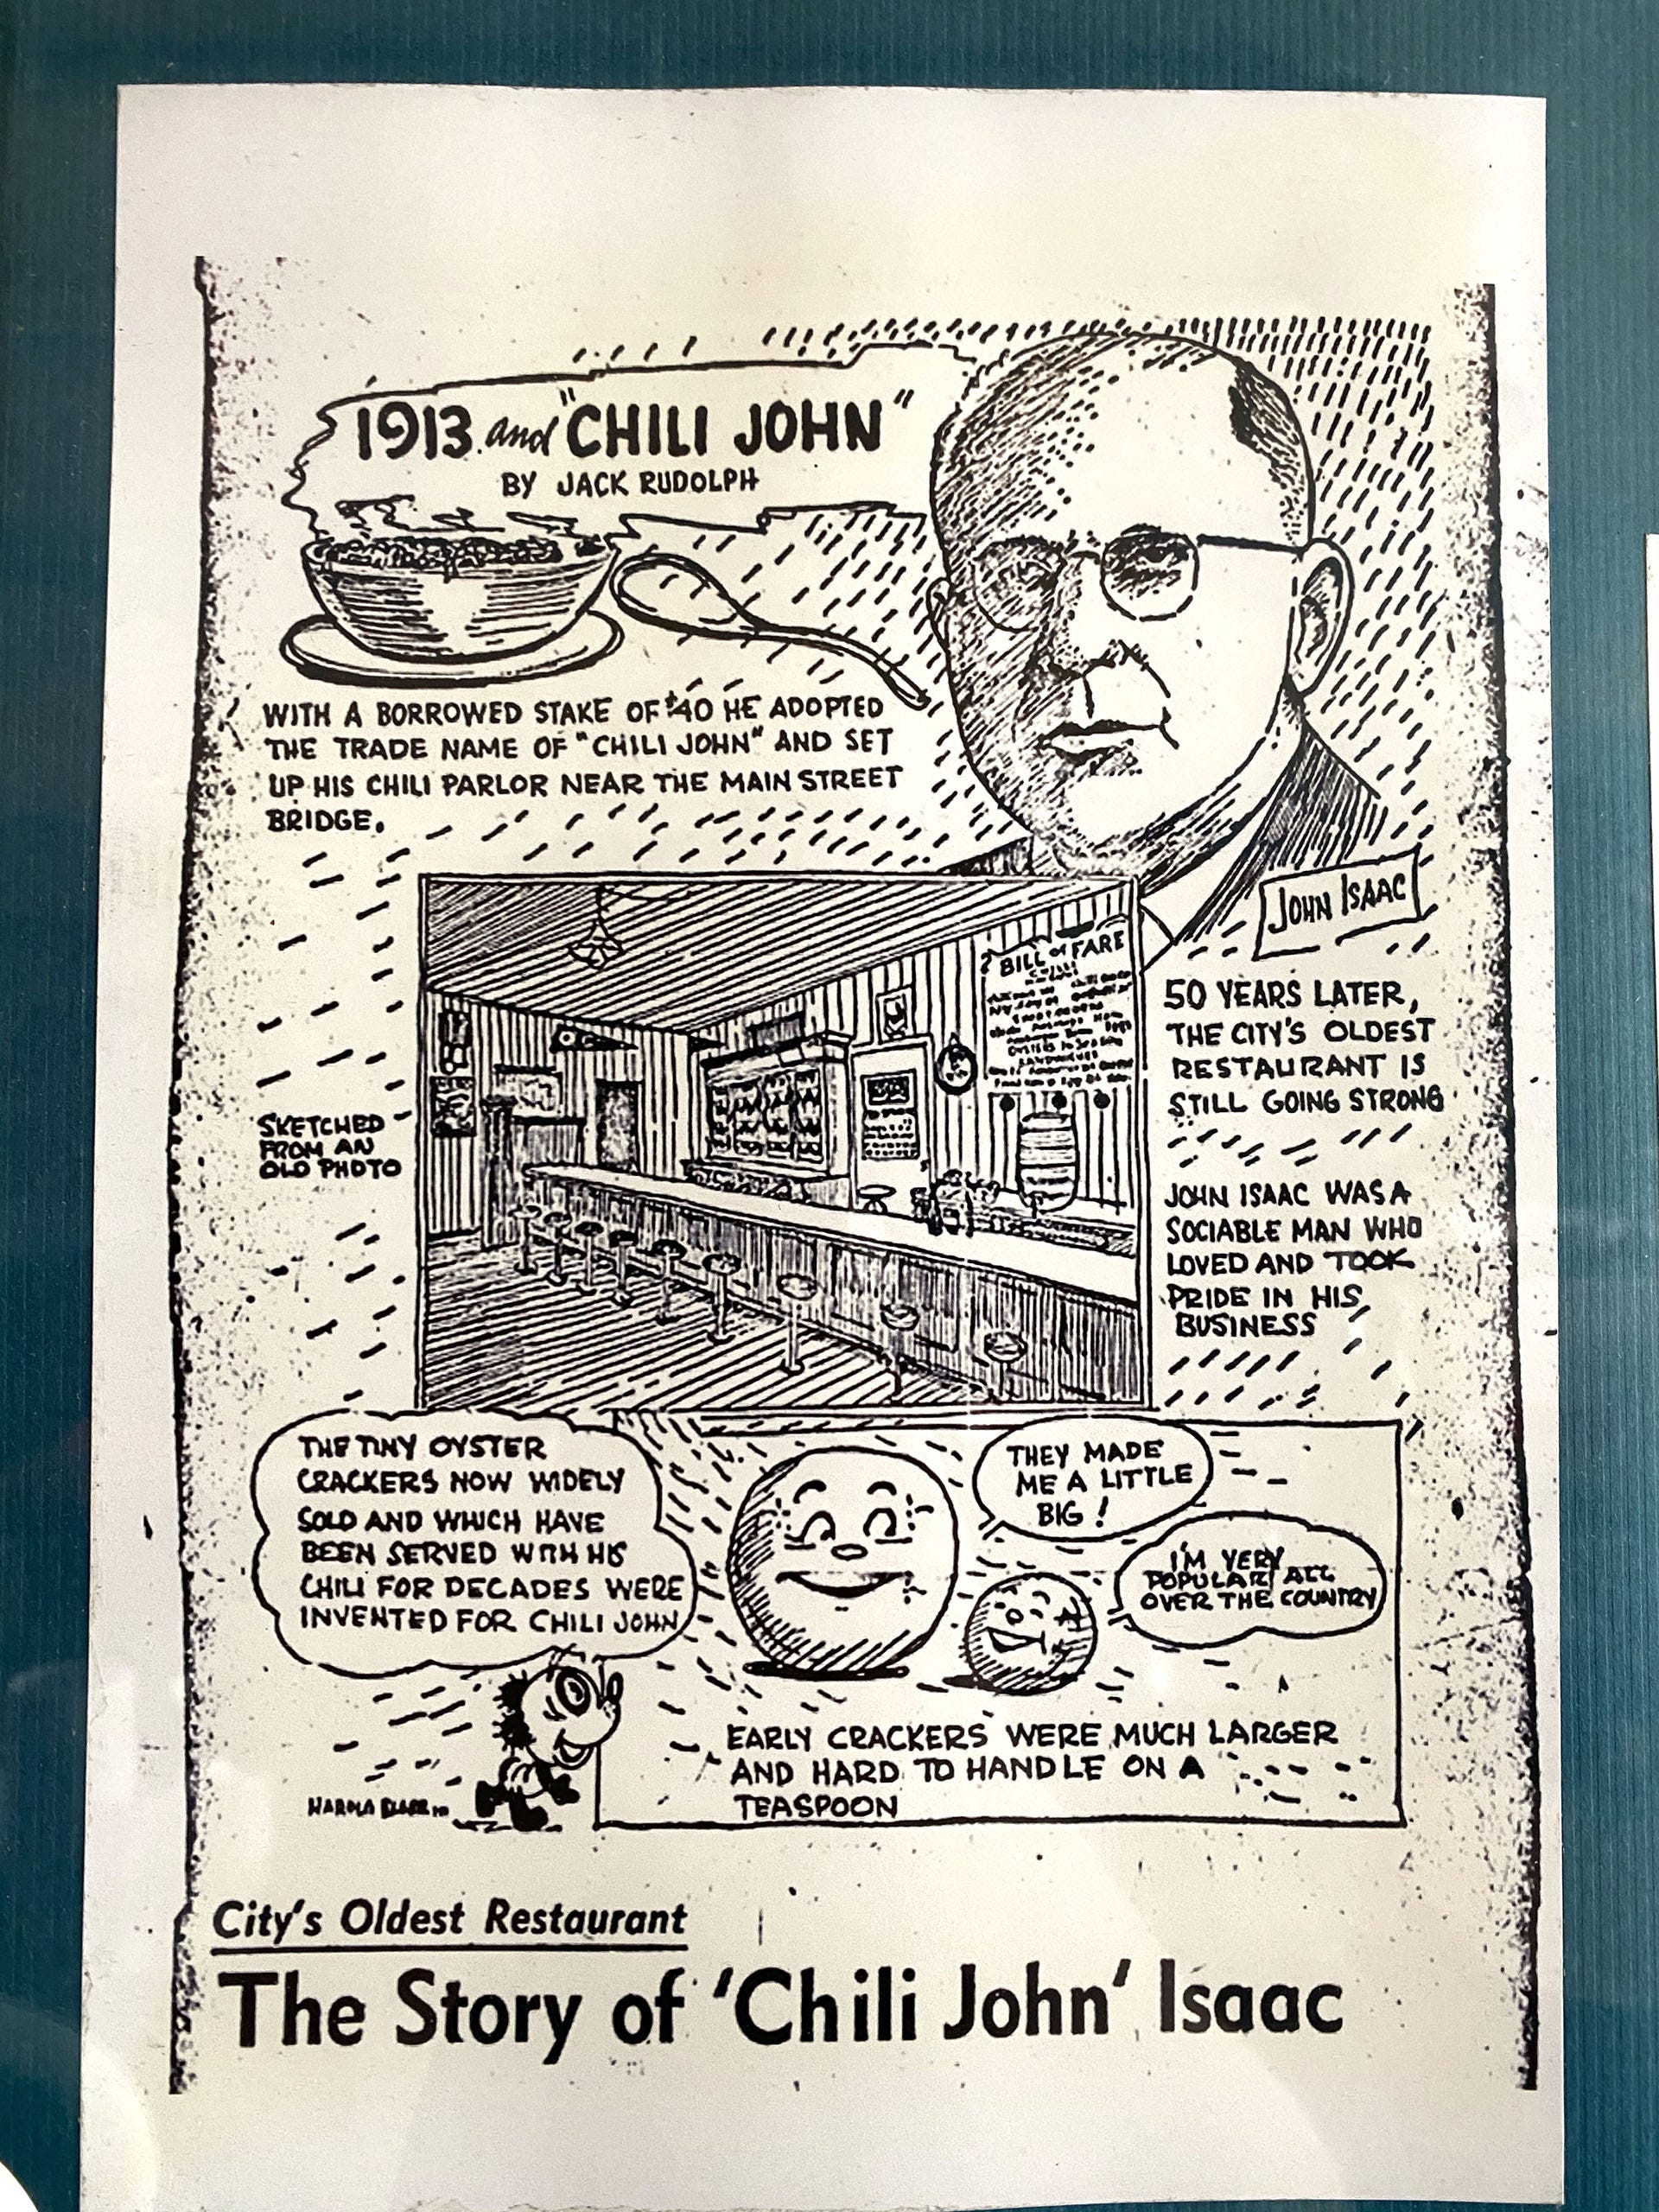 1913 and "CHILI JOHN"
BY JACK RUDOLPH
WITH A BORROWED STAKE OF $40 HE ADOPTED
THE TRADE NAME OF "CHILI JOHN" AND SET
UP HIS CHILI PARLOR NEAR THE MAIN STREET
BRIDGE.
JOHN ISAAC
BILL OF FARE
50 YEARS LATER,
THE CITY'S OLDEST
RESTAURANT IS
STILL GOING STRONG
SKETCHED
FROM AN
OLD PHOTO
JOHN ISAAC WAS A
SOCIABLE MAN WHO
LOVED AND TOOK
PRIDE IN HIS
BUSINESS
THE TINY OYSTER
CRACKERS NOW WIDELY
SOLD AND WHICH HAVE
BEEN SERVED WITH HIS
CHILI FOR DECADES WERE
INVENTED FOR CHILI JOHN
THEY MADE
ME A LITTLE
BIG!
I'M VERY
POPULAR ALL
OVER THE COUNTRY
EARLY CRACKERS WERE MUCH LARGER
AND HARD TO HANDLE ON A
TEASPOON
City's Oldest Restaurant
The Story of 'Chili John' Isaac